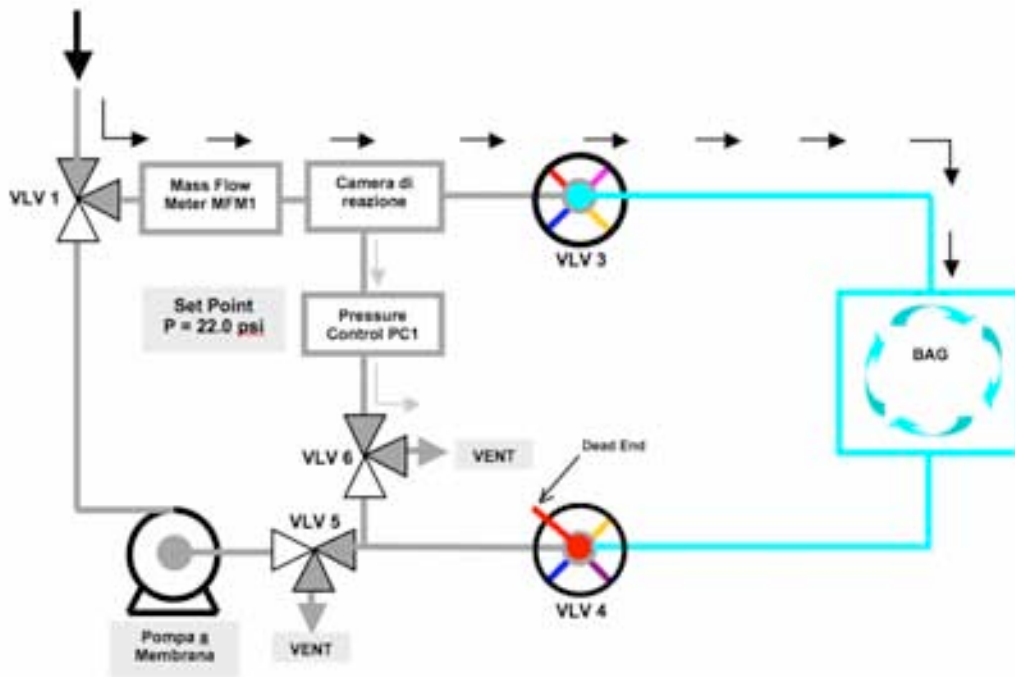 VLV 1
Mass Flow
Meter MFM1
Camera di
reazione
VLV 3
Set Point
P = 22.0 psi
Pressure
Control PC1
BAG
VLV 6
VENT
Dead End
VLV 5
VLV 4
Pompa a
Membrana
VENT